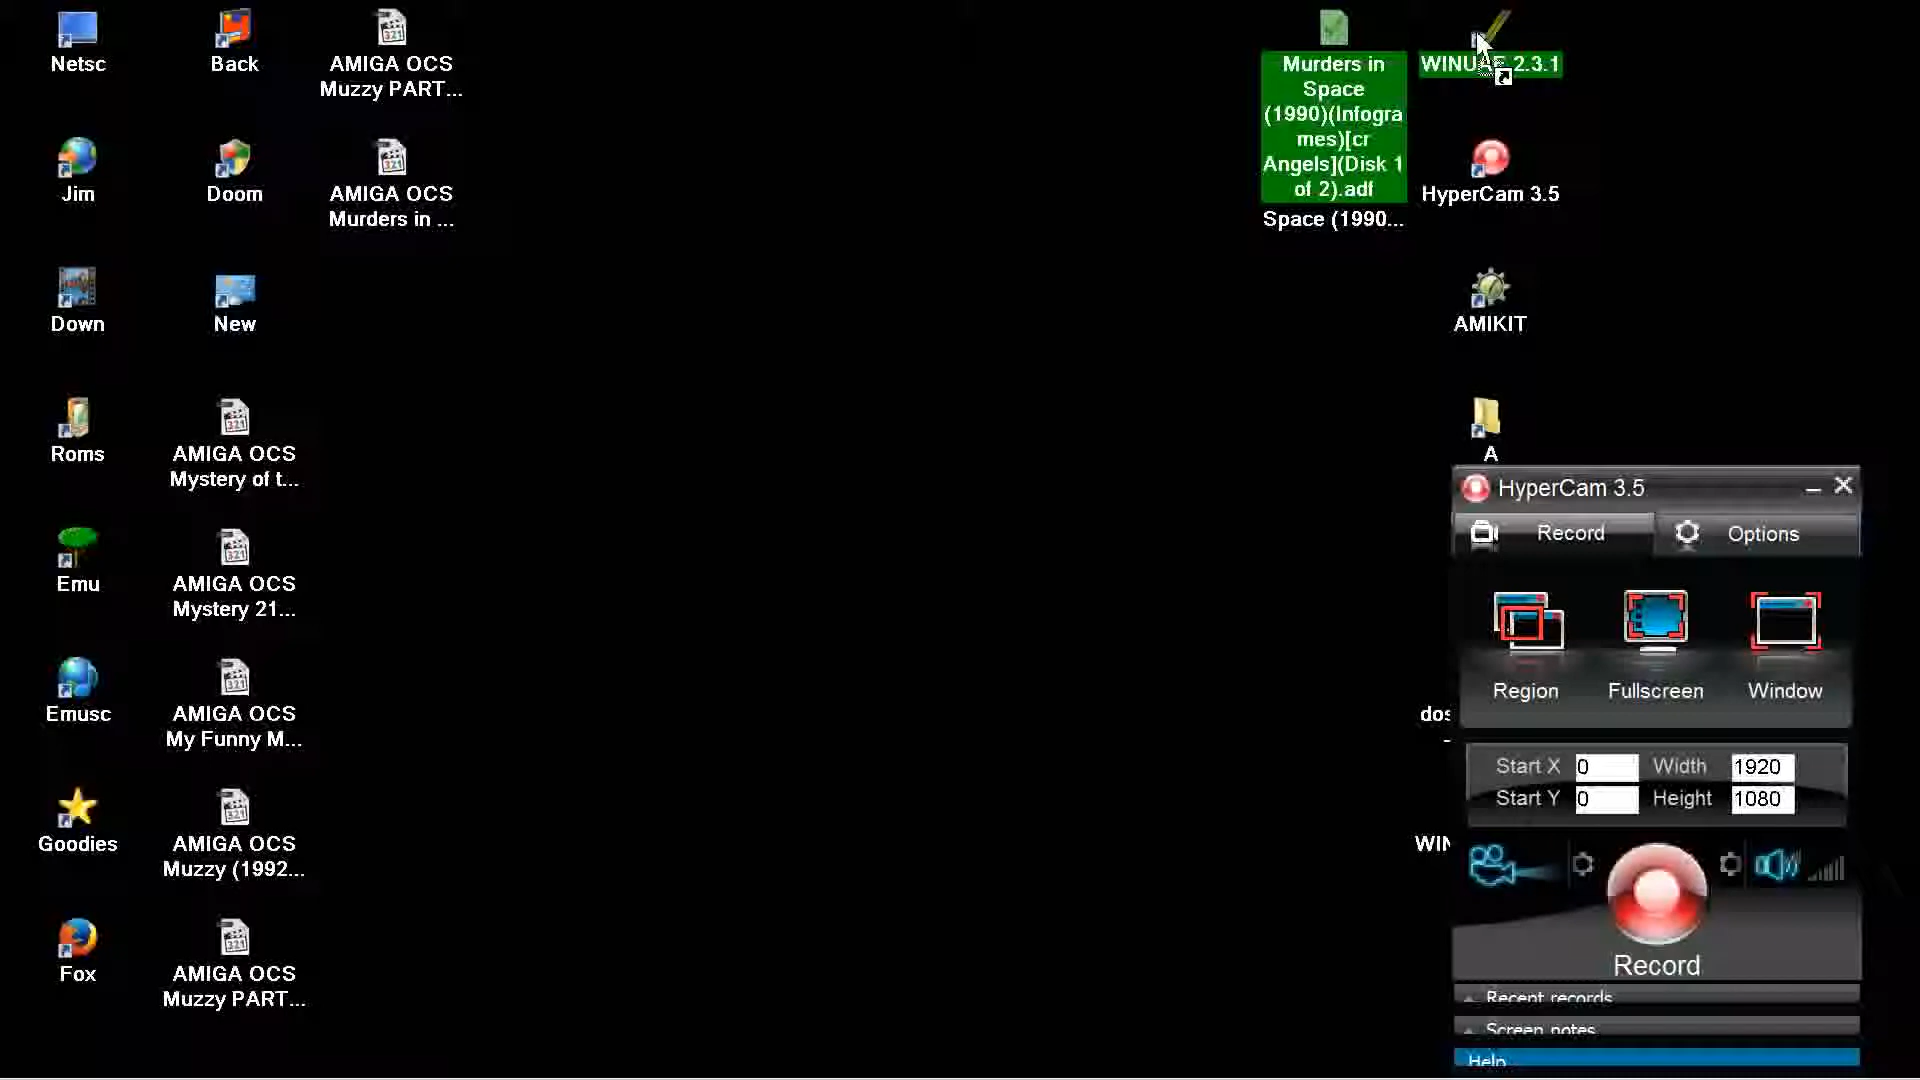 Netsc
Back
AMIGA OCS
Muzzy PART...
Murders in
Space
(1990)(Infogra
mes)[cr
Angels](Disk 1
of 2).adf
Space (1990...
WINUAE 2.3.1
Jim
Doom
AMIGA OCS
Murders in ...
HyperCam 3.5
Down
New
AMIKIT
Roms
AMIGA OCS
Mystery of t...
A
Emu
AMIGA OCS
Mystery 21...
Emusc
AMIGA OCS
My Funny M...
dos
Goodies
AMIGA OCS
Muzzy (1992...
WIN
Fox
AMIGA OCS
Muzzy PART...
HyperCam 3.5
Record
Options
Region
Fullscreen
Window
Start X 0 Width 1920
Start Y 0 Height 1080
Record
Recent records
Screen notes
Help